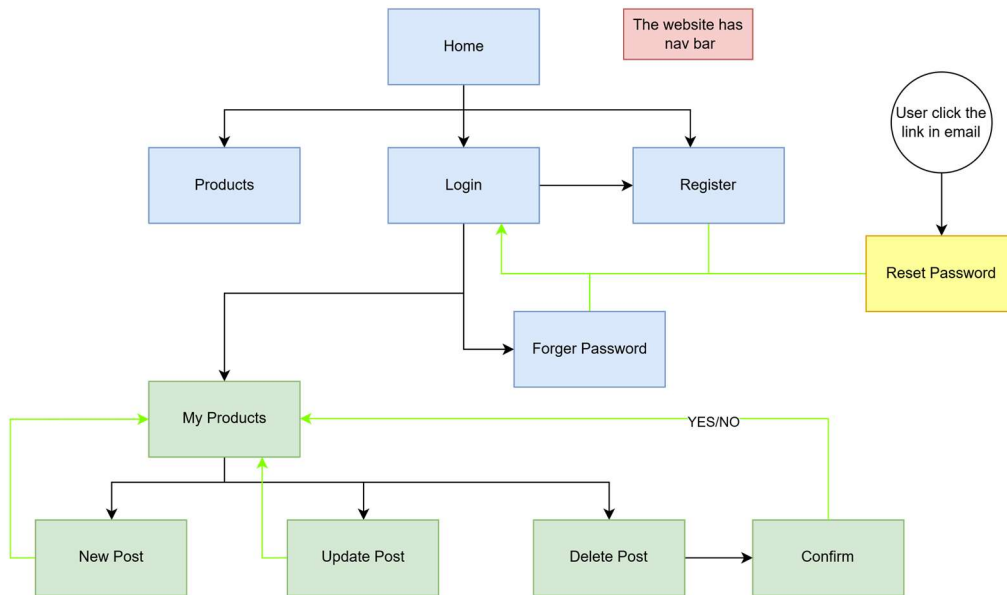 Home
The website has
nav bar
User click the
link in email
Products
Login
Register
Reset Password
Forger Password
My Products
YES/NO
New Post
Update Post
Delete Post
Confirm